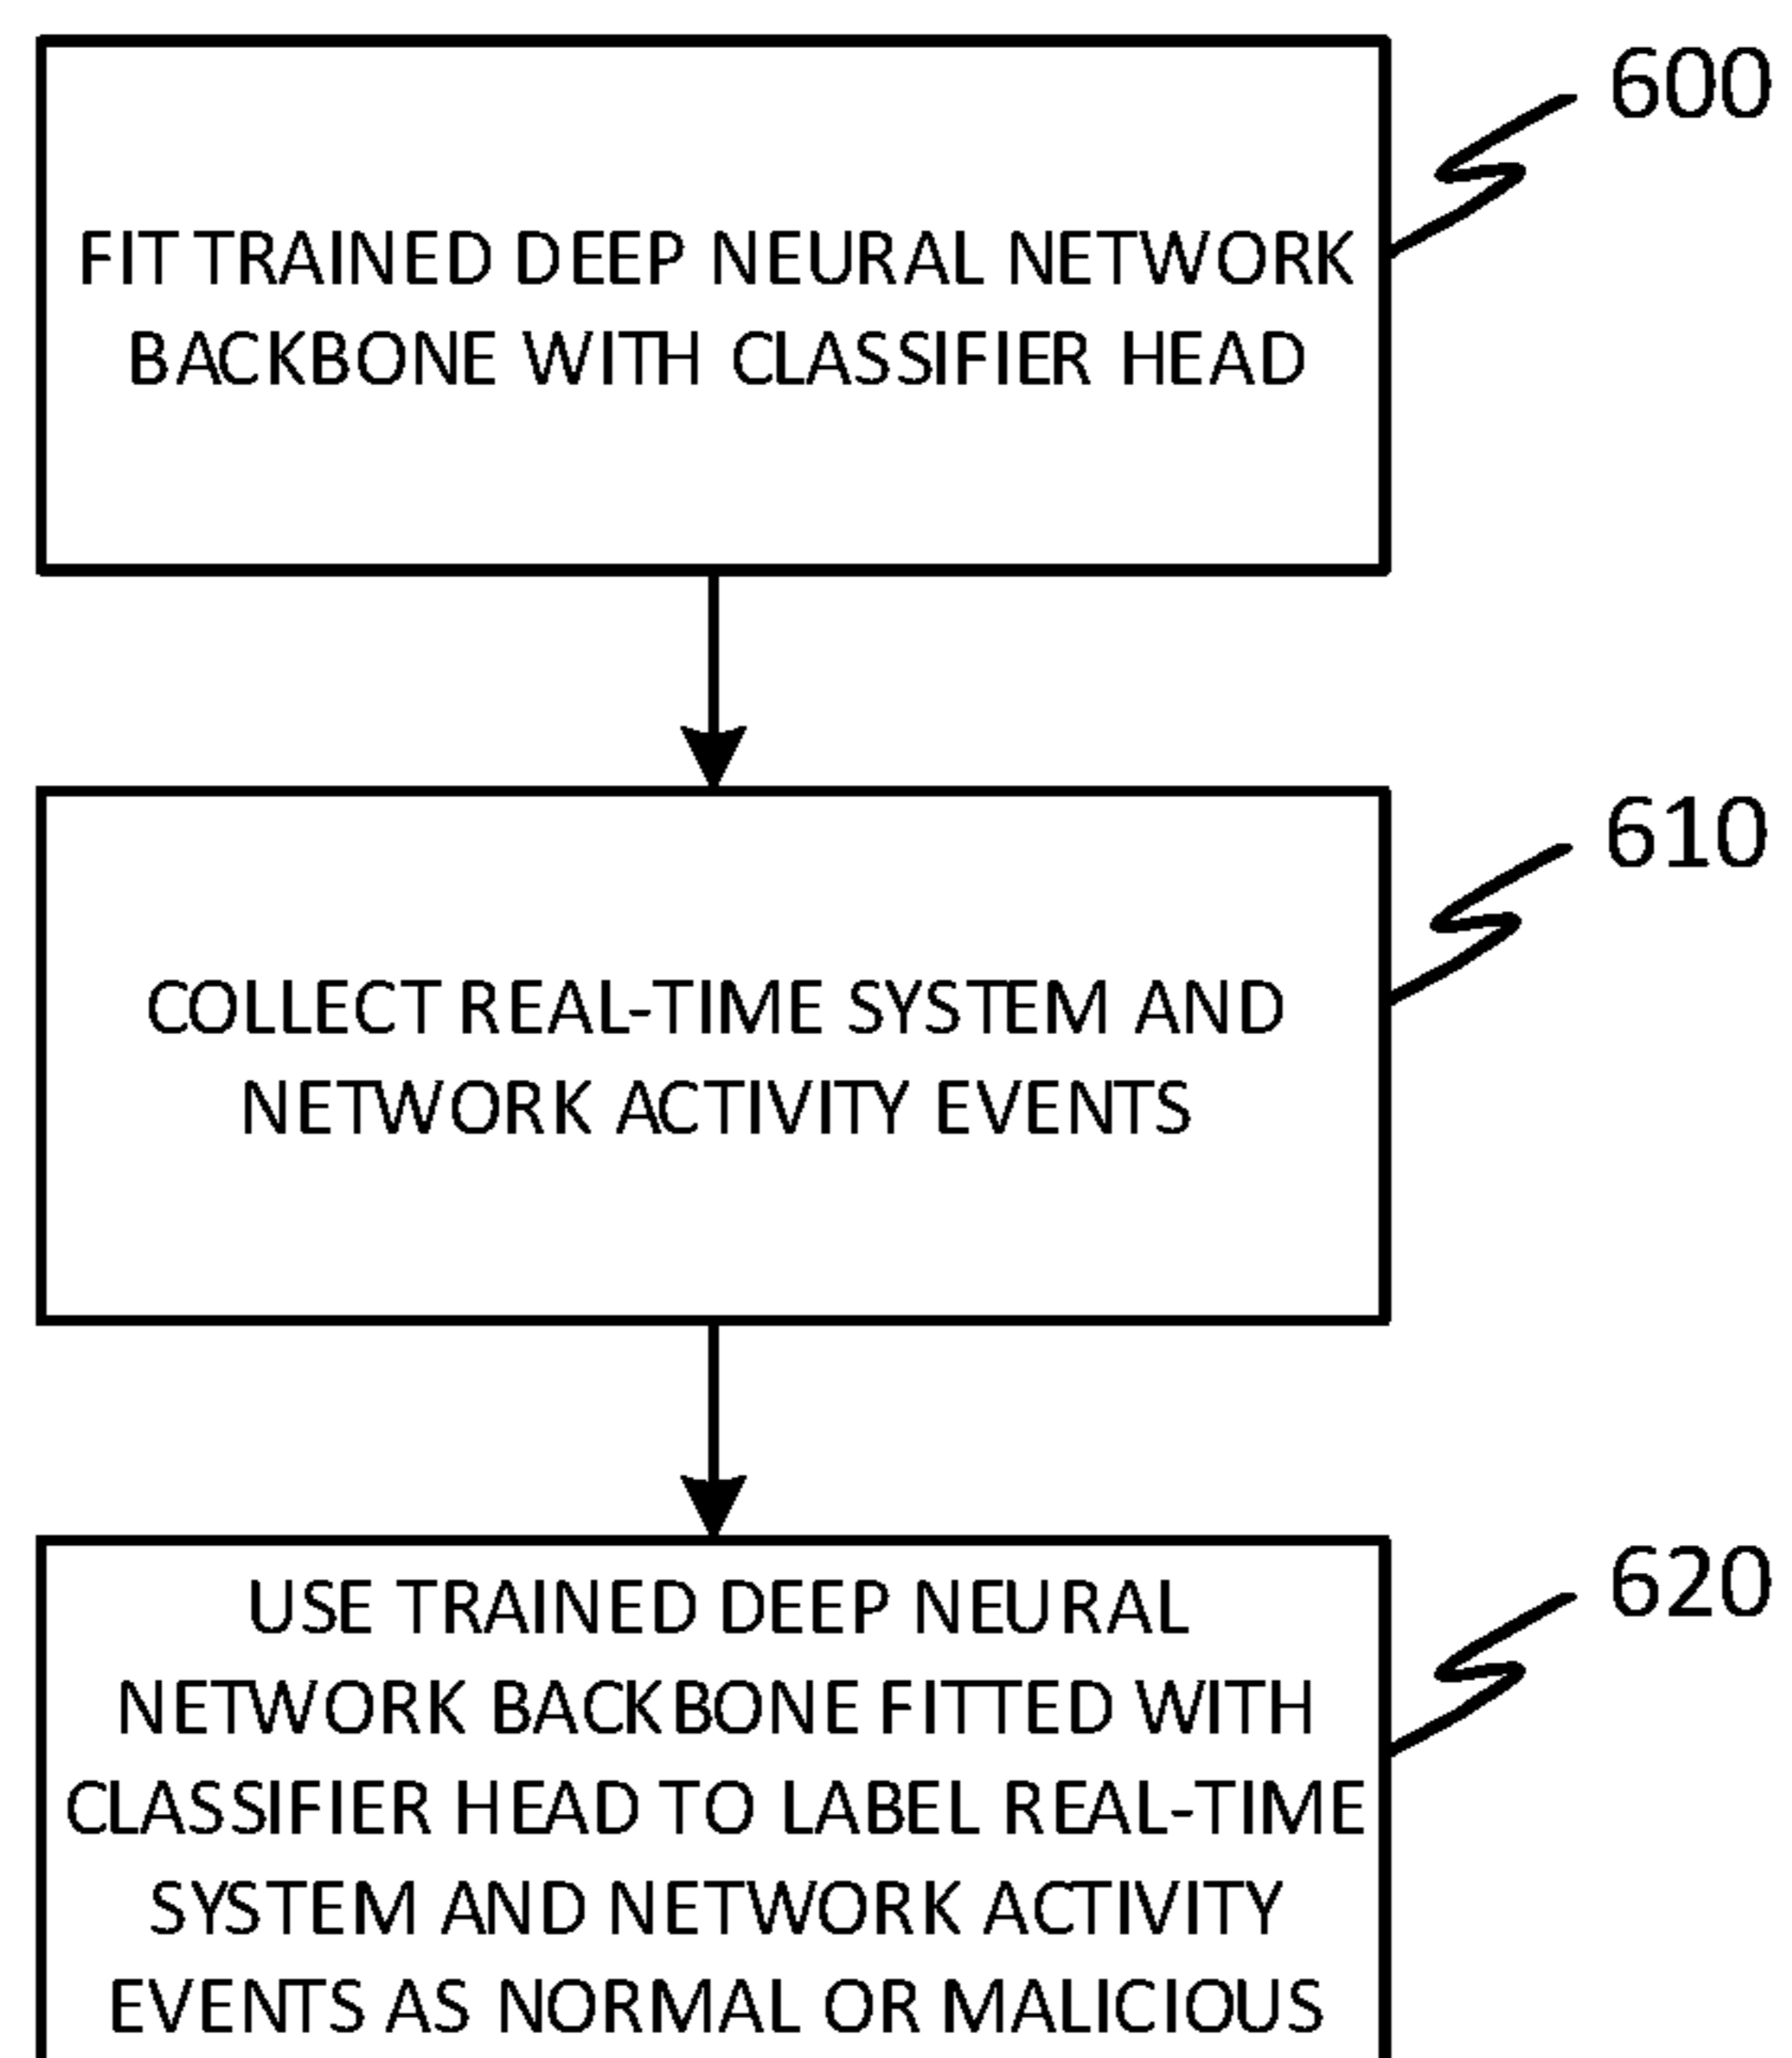 600
FIT TRAINED DEEP NEURAL NETWORK
BACKBONE WITH CLASSIFIER HEAD
610
COLLECT REAL-TIME SYSTEM AND
NETWORK ACTIVITY EVENTS
620
USE TRAINED DEEP NEURAL
NETWORK BACKBONE FITTED WITH
CLASSIFIER HEAD TO LABEL REAL-TIME
SYSTEM AND NETWORK ACTIVITY
EVENTS AS NORMAL OR MALICIOUS